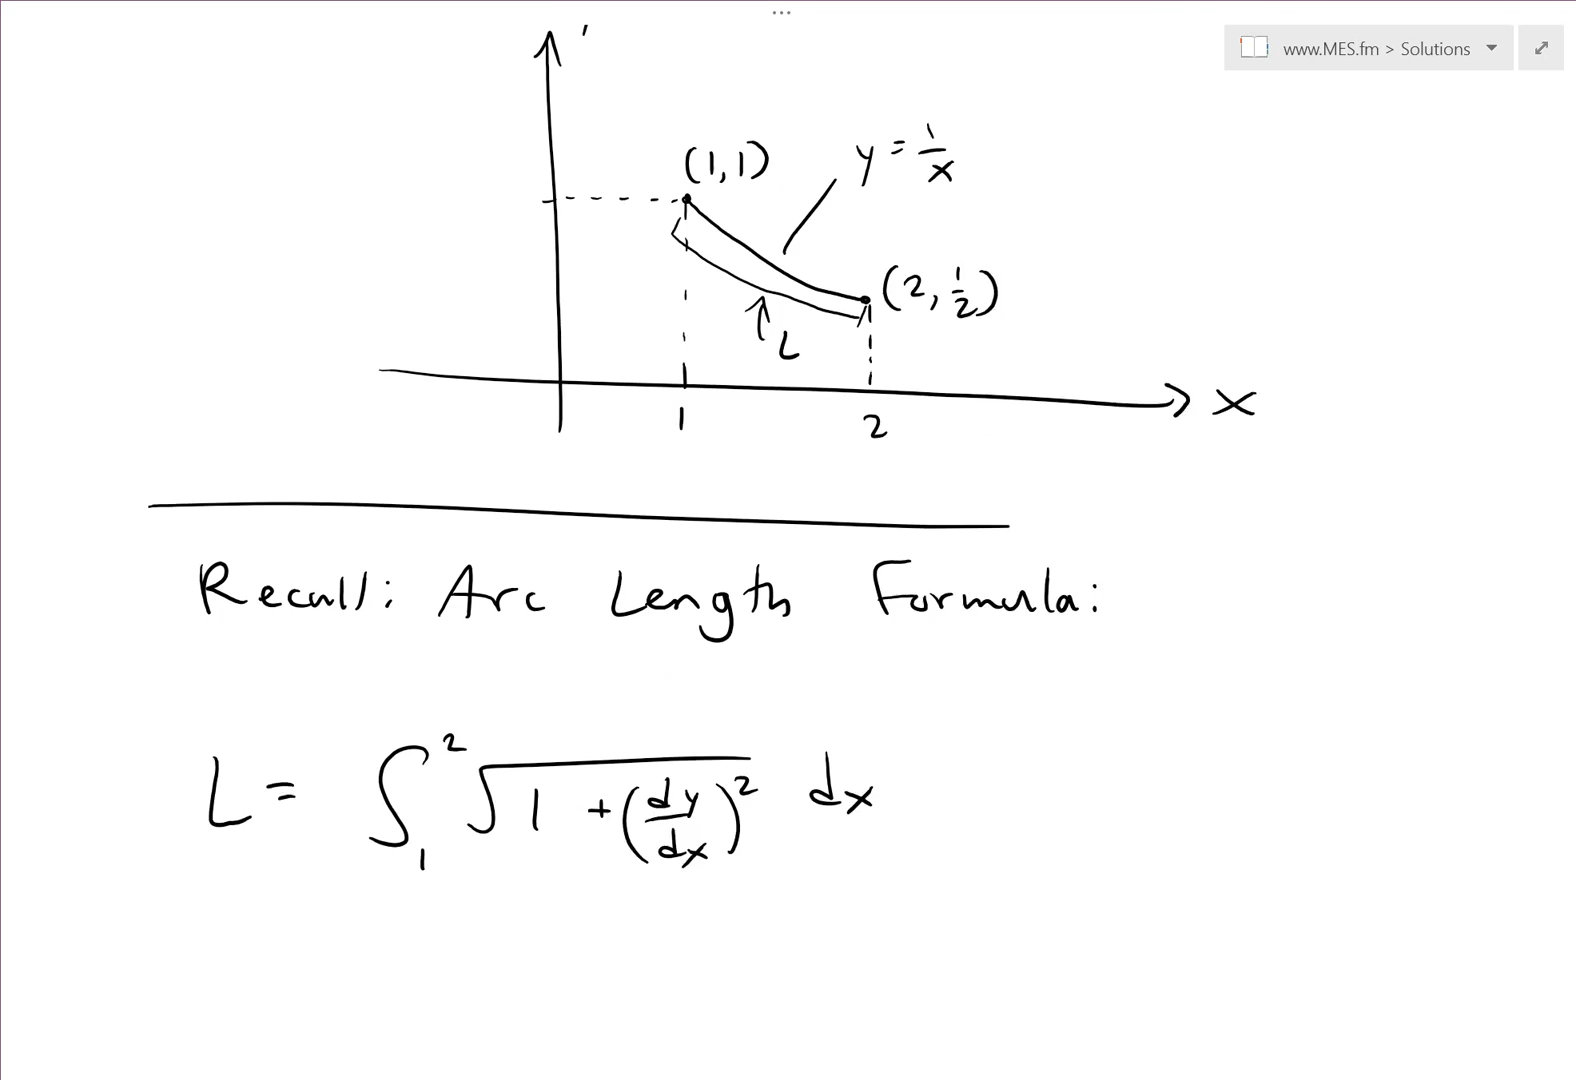 www.MES.fm > Solutions
(1,1)
y = 1/x
(2, 1/2)
L
x
1
2
Recall: Arc Length Formula:
L = ∫₁² √(1 + (dy/dx)²) dx